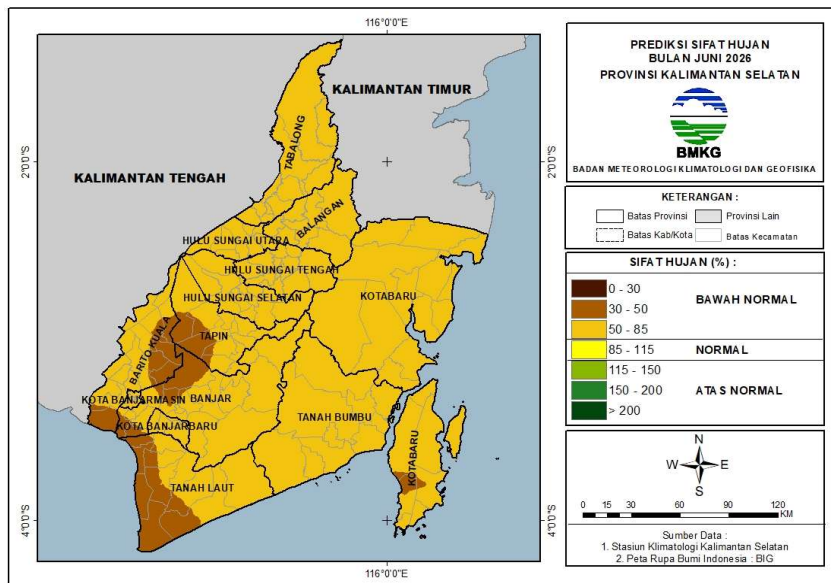 116°0'0"E
PREDIKSI SIFAT HUJAN
BULAN JUNI 2026
PROVINSI KALIMANTAN SELATAN
BMKG
BADAN METEOROLOGI KLIMATOLOGI DAN GEOFISIKA
KETERANGAN :
Batas Provinsi
Provinsi Lain
Batas Kab/Kota
Batas Kecamatan
SIFAT HUJAN (%) :
0 - 30
30 - 50
50 - 85
BAWAH NORMAL
85 - 115
NORMAL
115 - 150
150 - 200
> 200
ATAS NORMAL
N
W E
S
0 15 30 60 90 120
KM
Sumber Data :
1. Stasiun Klimatologi Kalimantan Selatan
2. Peta Rupa Bumi Indonesia : BIG
KALIMANTAN TIMUR
KALIMANTAN TENGAH
2°0'0"S
2°0'0"S
TABALONG
BALANGAN
HULU SUNGAI UTARA
HULU SUNGAI TENGAH
HULU SUNGAI SELATAN
KOTABARU
TAPIN
BARITO KUALA
KOTA BANJARMASIN
BANJAR
KOTA BANJARBARU
TANAH BUMBU
KOTABARU
TANAH LAUT
4°0'0"S
4°0'0"S
116°0'0"E